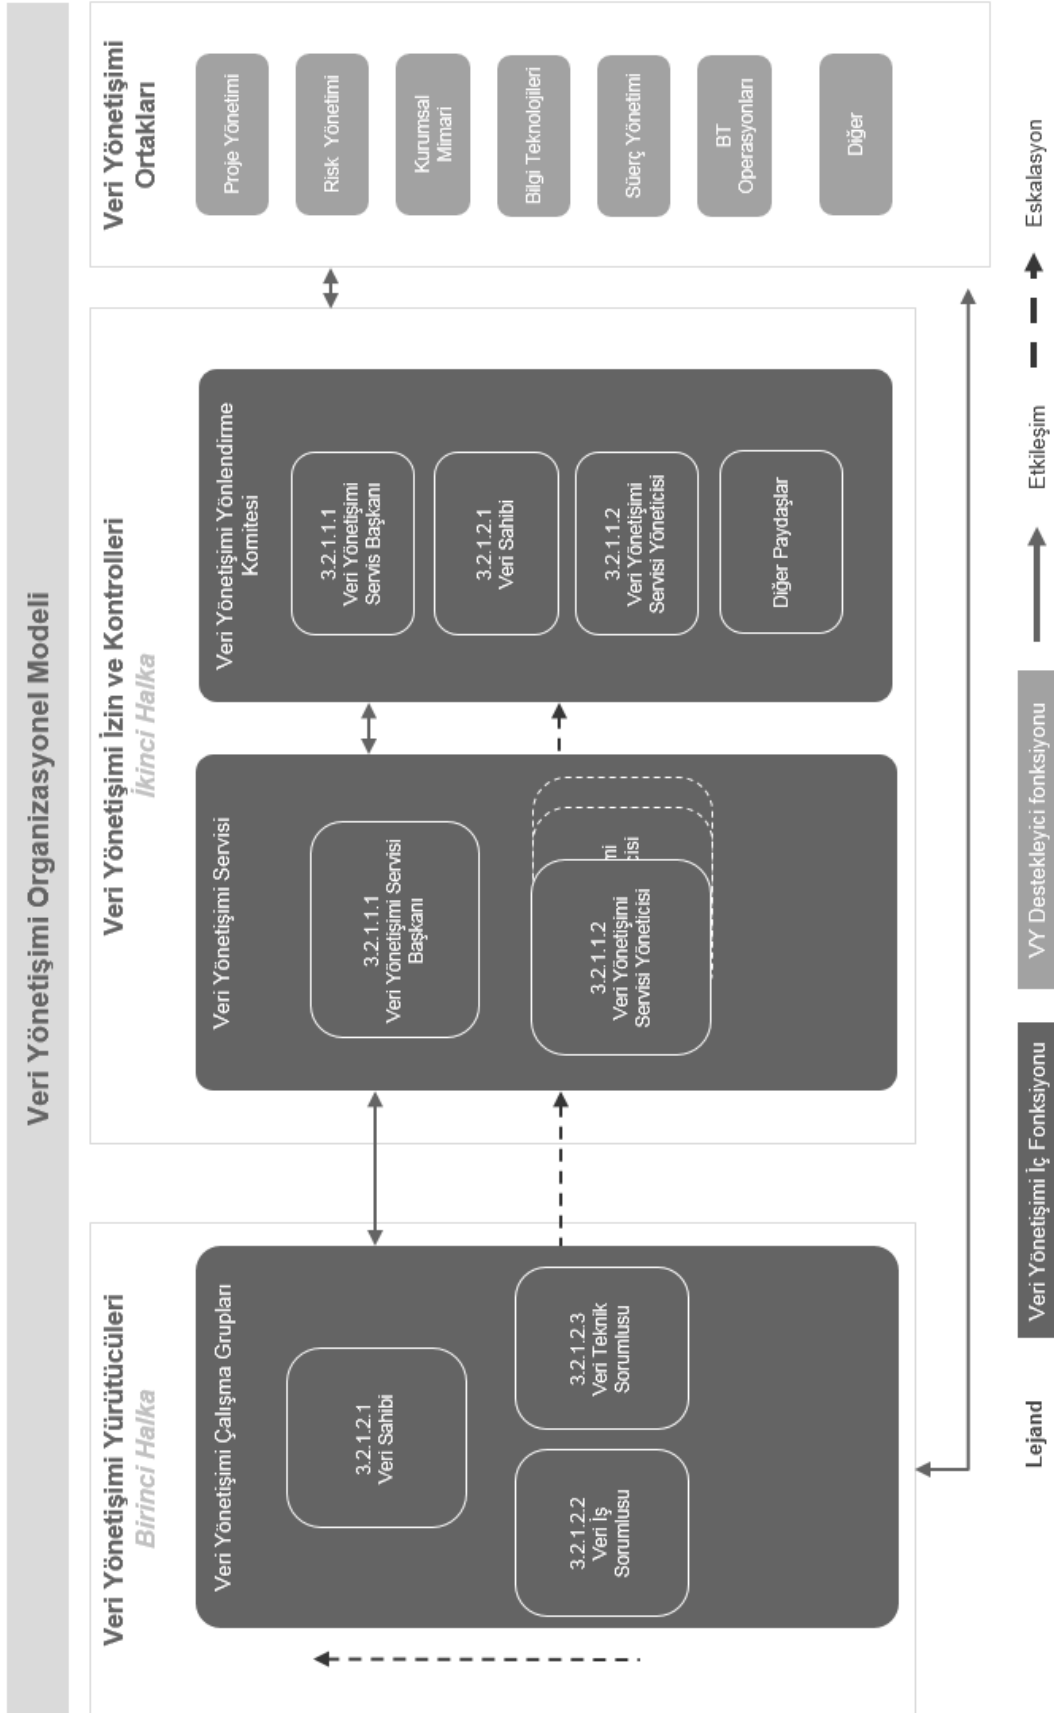 Veri Yönetişimi Organizasyonel Modeli
Veri Yönetişimi Yürütücüleri
Birinci Halka
Veri Yönetişimi Çalışma Grupları
3.2.1.2.1
Veri Sahibi
3.2.1.2.2
Veri İş
Sorumlusu
3.2.1.2.3
Veri Teknik
Sorumlusu
Veri Yönetişimi İzin ve Kontrolleri
İkinci Halka
Veri Yönetişimi Servisi
3.2.1.1.1
Veri Yönetişimi Servisi
Başkanı
3.2.1.1.2
Veri Yönetişimi
Servisi Yöneticisi
mi
cisi
Veri Yönetişimi Yönlendirme
Komitesi
3.2.1.1.1
Veri Yönetişimi
Servis Başkanı
3.2.1.2.1
Veri Sahibi
3.2.1.1.2
Veri Yönetişimi
Servisi Yöneticisi
Diğer Paydaşlar
Veri Yönetişimi
Ortakları
Proje Yönetimi
Risk Yönetimi
Kurumsal
Mimari
Bilgi Teknolojileri
Süerç Yönetimi
BT
Operasyonları
Diğer
Lejand
Veri Yönetişimi İç Fonksiyonu
VY Destekleyici fonksiyonu
Etkileşim
Eskalasyon